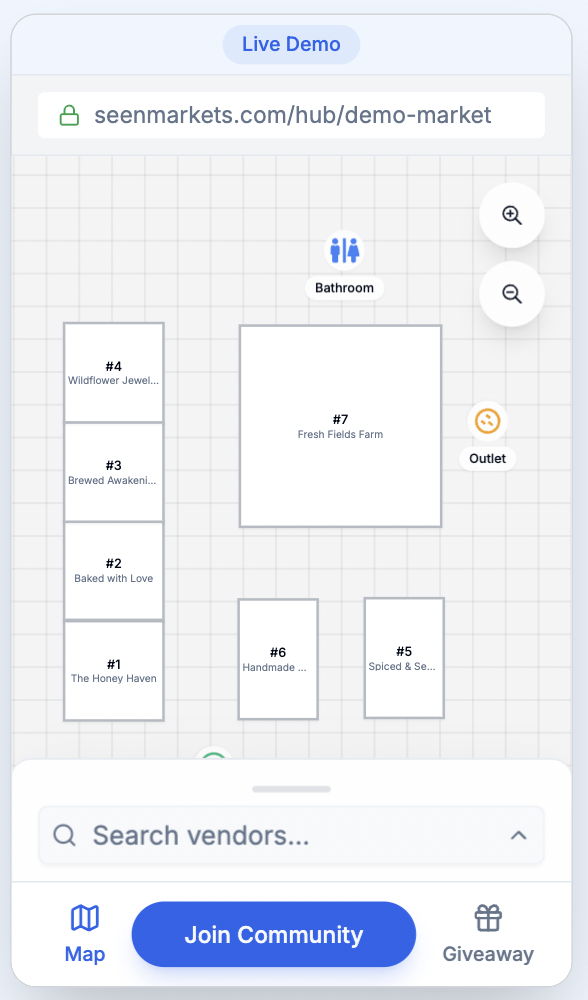 Live Demo
seenmarkets.com/hub/demo-market
Bathroom
#4
Wildflower Jewel...
#7
Fresh Fields Farm
Outlet
#3
Brewed Awakeni...
#2
Baked with Love
#6
Handmade ...
#5
Spiced & Se...
#1
The Honey Haven
Search vendors...
Map
Join Community
Giveaway